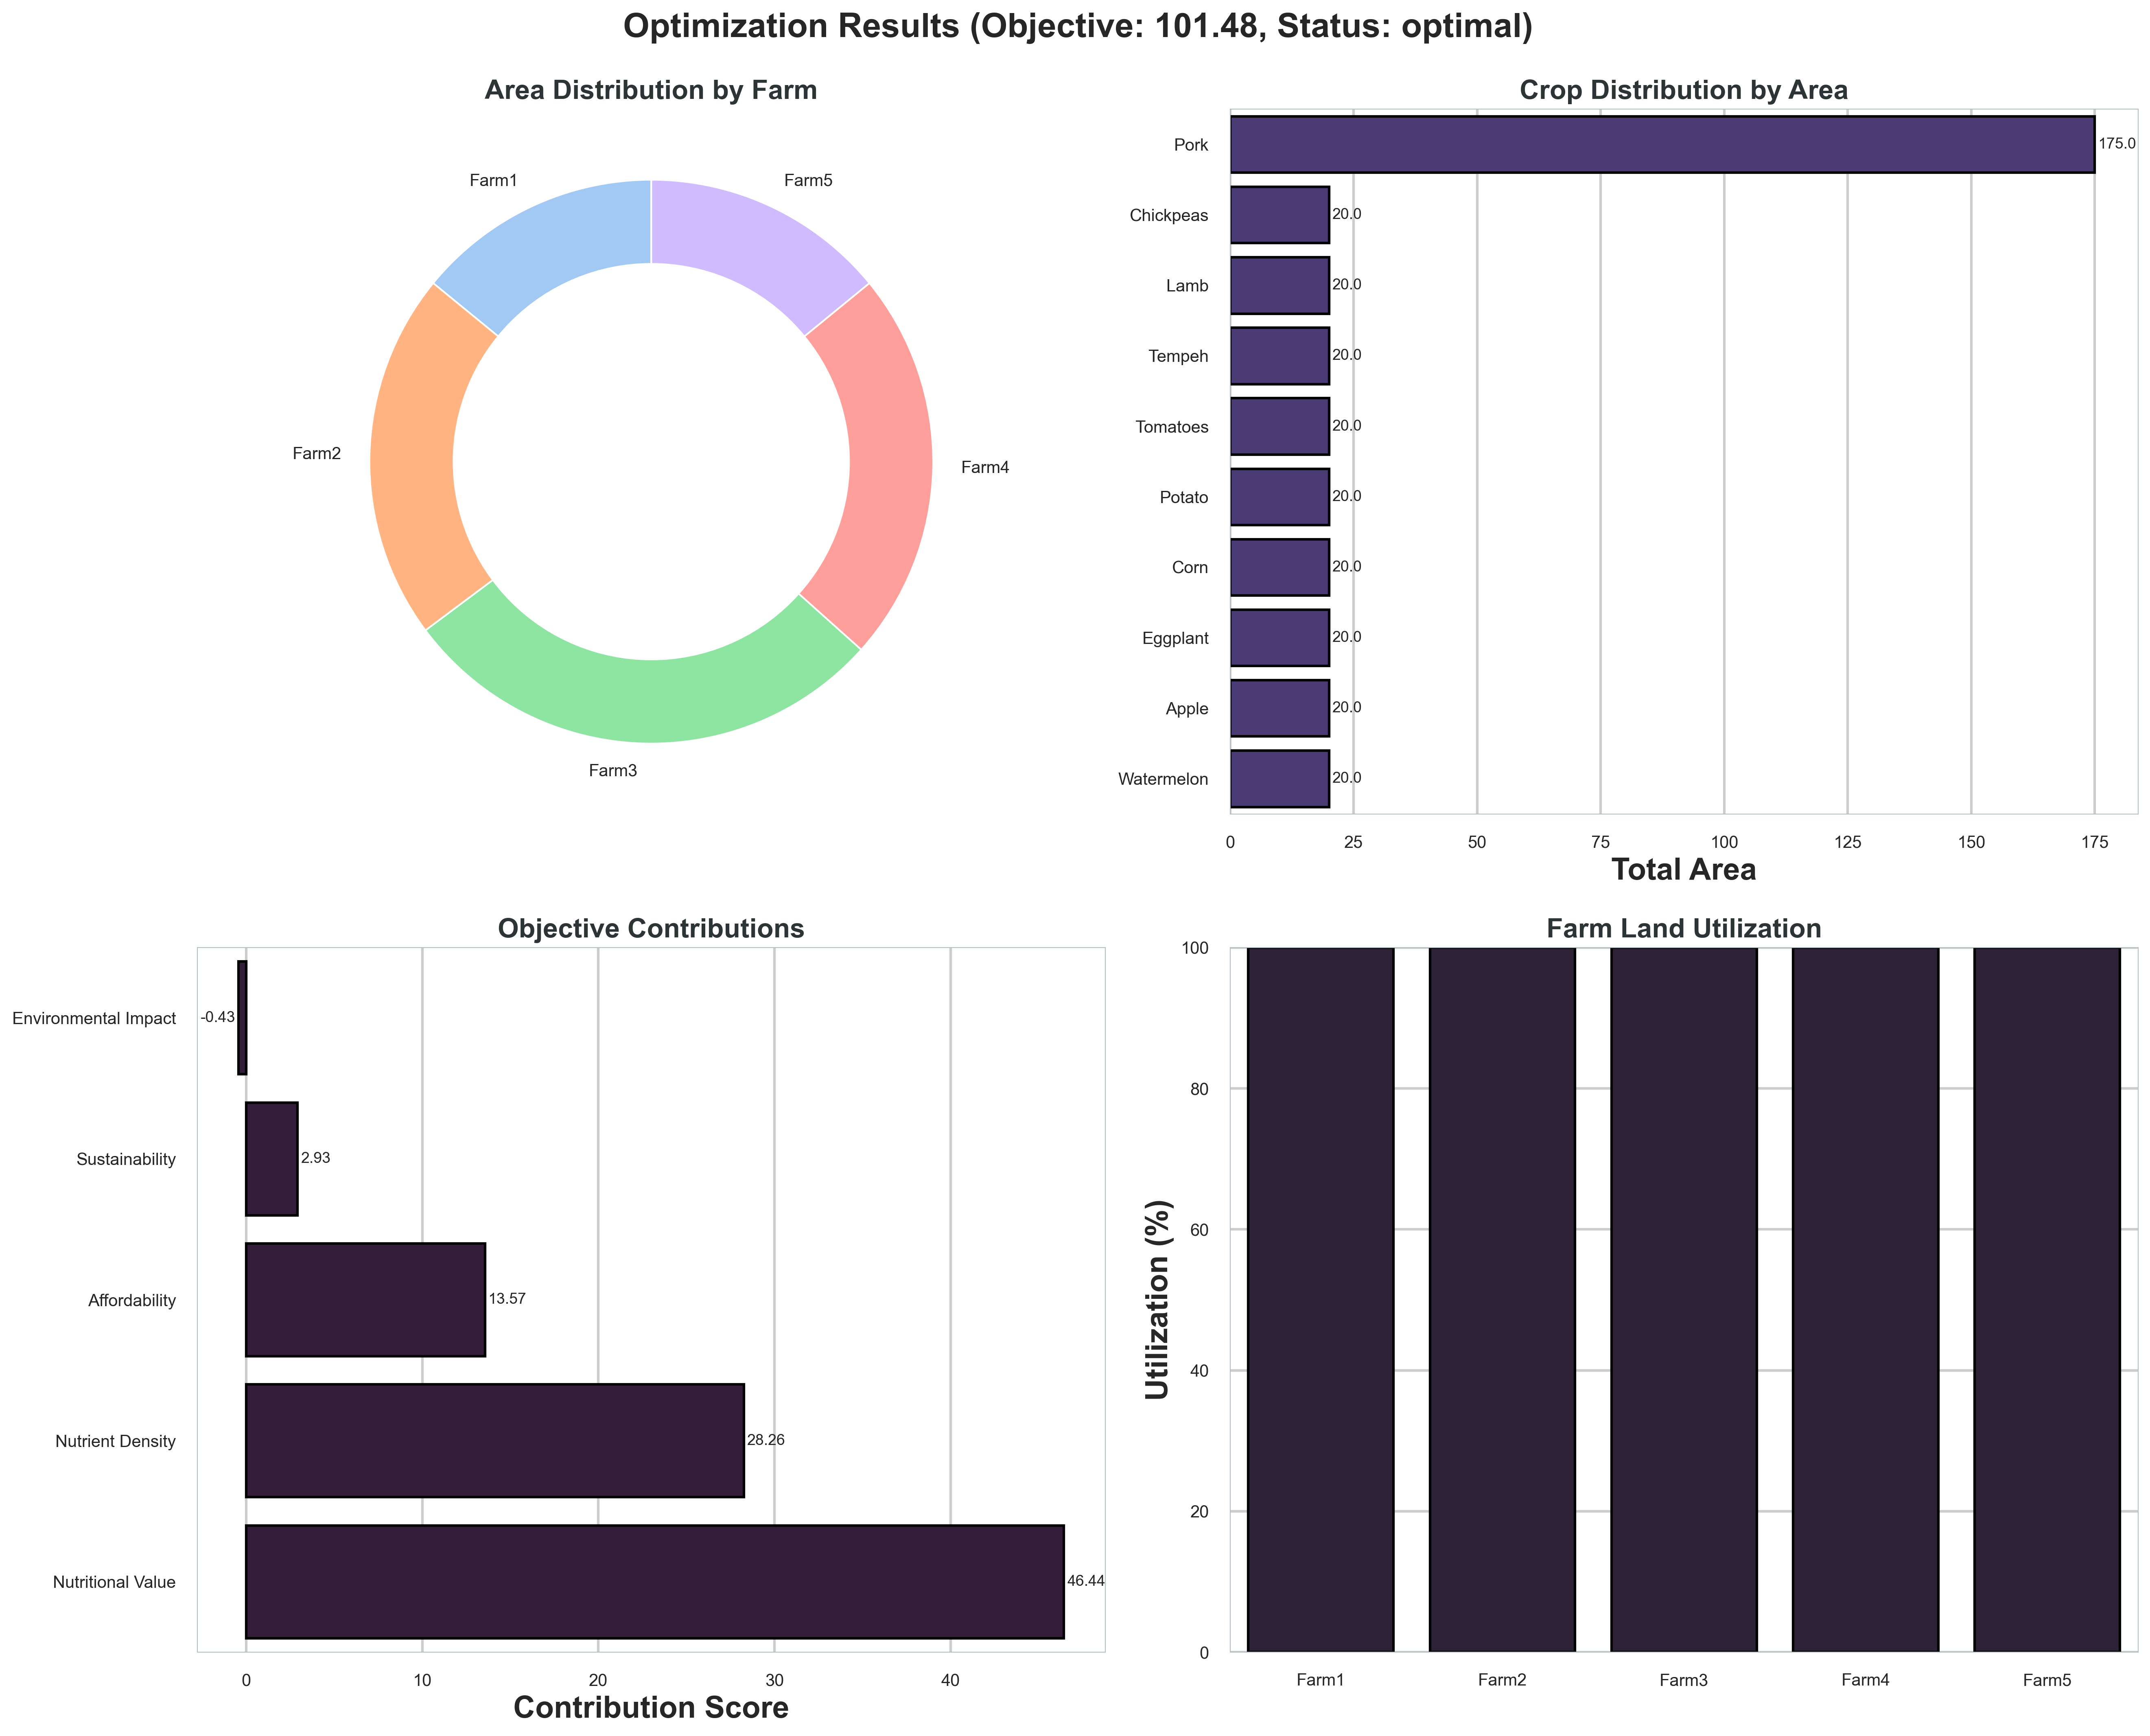 Optimization Results (Objective: 101.48, Status: optimal)
Area Distribution by Farm
Farm1
Farm5
Farm2
Farm4
Farm3
Crop Distribution by Area
Pork
175.0
Chickpeas
20.0
Lamb
20.0
Tempeh
20.0
Tomatoes
20.0
Potato
20.0
Corn
20.0
Eggplant
20.0
Apple
20.0
Watermelon
20.0
0 25 50 75 100 125 150 175
Total Area
Objective Contributions
Environmental Impact
-0.43
Sustainability
2.93
Affordability
13.57
Nutrient Density
28.26
Nutritional Value
46.44
0 10 20 30 40
Contribution Score
Farm Land Utilization
Utilization (%)
100
80
60
40
20
0
Farm1 Farm2 Farm3 Farm4 Farm5